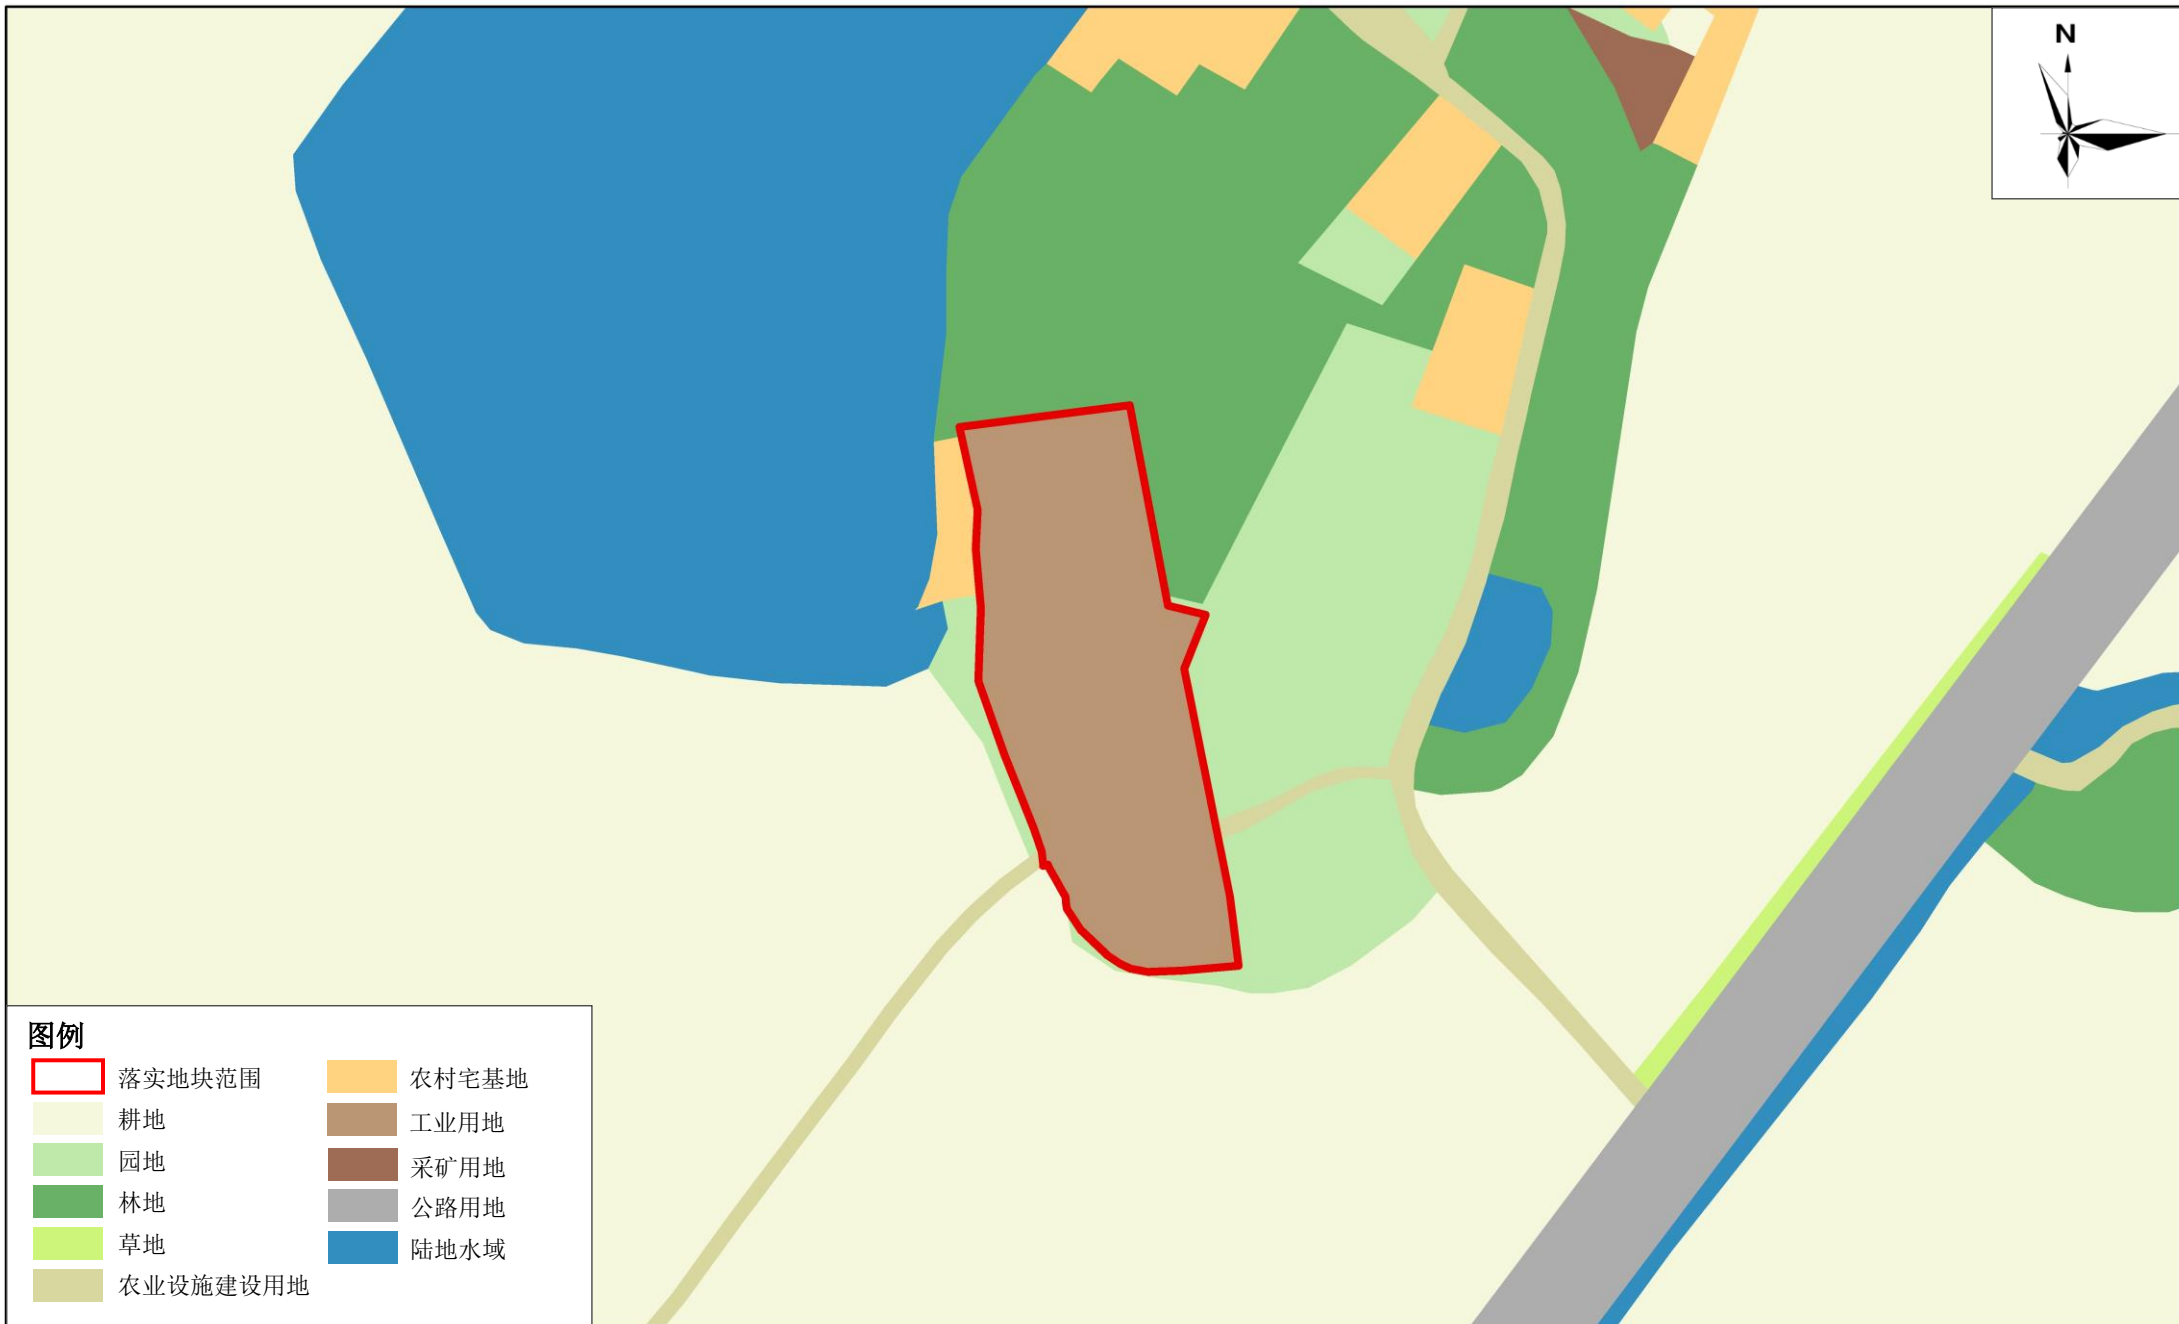 N
图例
落实地块范围
耕地
园地
林地
草地
农业设施建设用地
农村宅基地
工业用地
采矿用地
公路用地
陆地水域